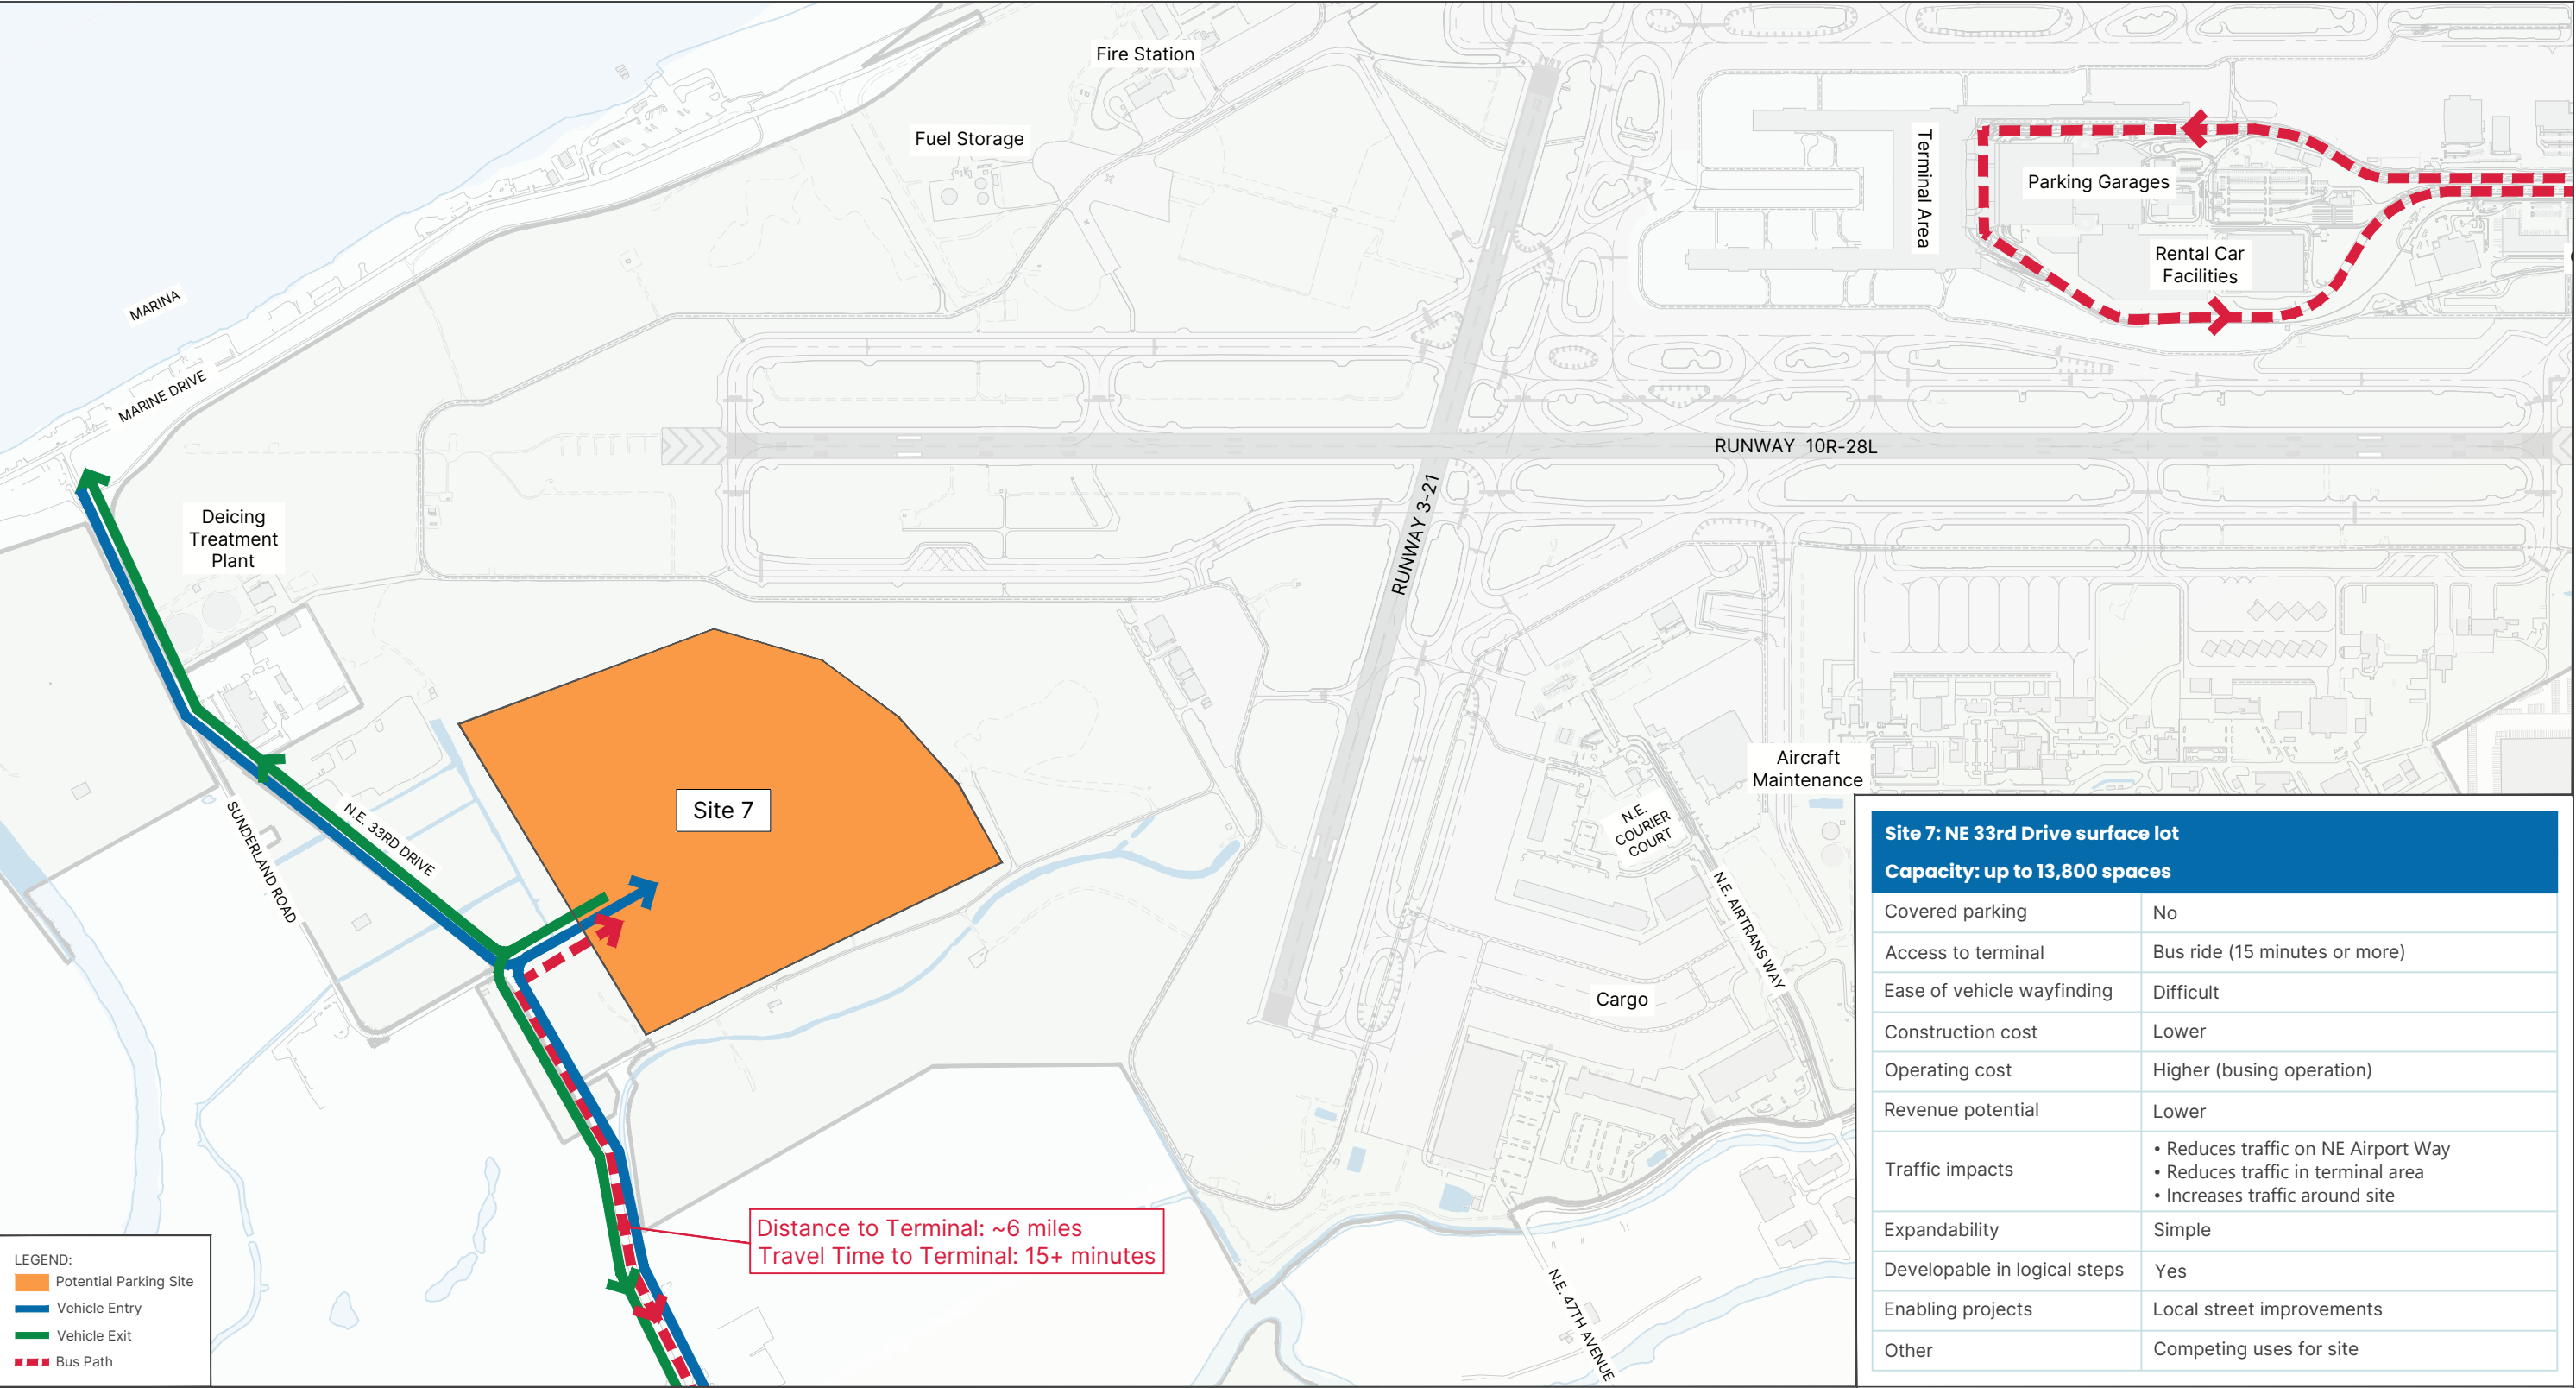 Fire Station
Fuel Storage
Terminal Area
Parking Garages
Rental Car
Facilities
MARINA
MARINE DRIVE
RUNWAY 10R-28L
RUNWAY 3-21
Deicing
Treatment
Plant
Site 7
N.E. 33RD DRIVE
SUNDERLAND ROAD
Aircraft
Maintenance
N.E.
COURIER
COURT
N.E. AIRTRANS WAY
Cargo
N.E. 47TH AVENUE
Distance to Terminal: ~6 miles
Travel Time to Terminal: 15+ minutes
LEGEND:
Potential Parking Site
Vehicle Entry
Vehicle Exit
Bus Path
Site 7: NE 33rd Drive surface lot
Capacity: up to 13,800 spaces
Covered parking No
Access to terminal Bus ride (15 minutes or more)
Ease of vehicle wayfinding Difficult
Construction cost Lower
Operating cost Higher (busing operation)
Revenue potential Lower
Traffic impacts
• Reduces traffic on NE Airport Way
• Reduces traffic in terminal area
• Increases traffic around site
Expandability Simple
Developable in logical steps Yes
Enabling projects Local street improvements
Other Competing uses for site